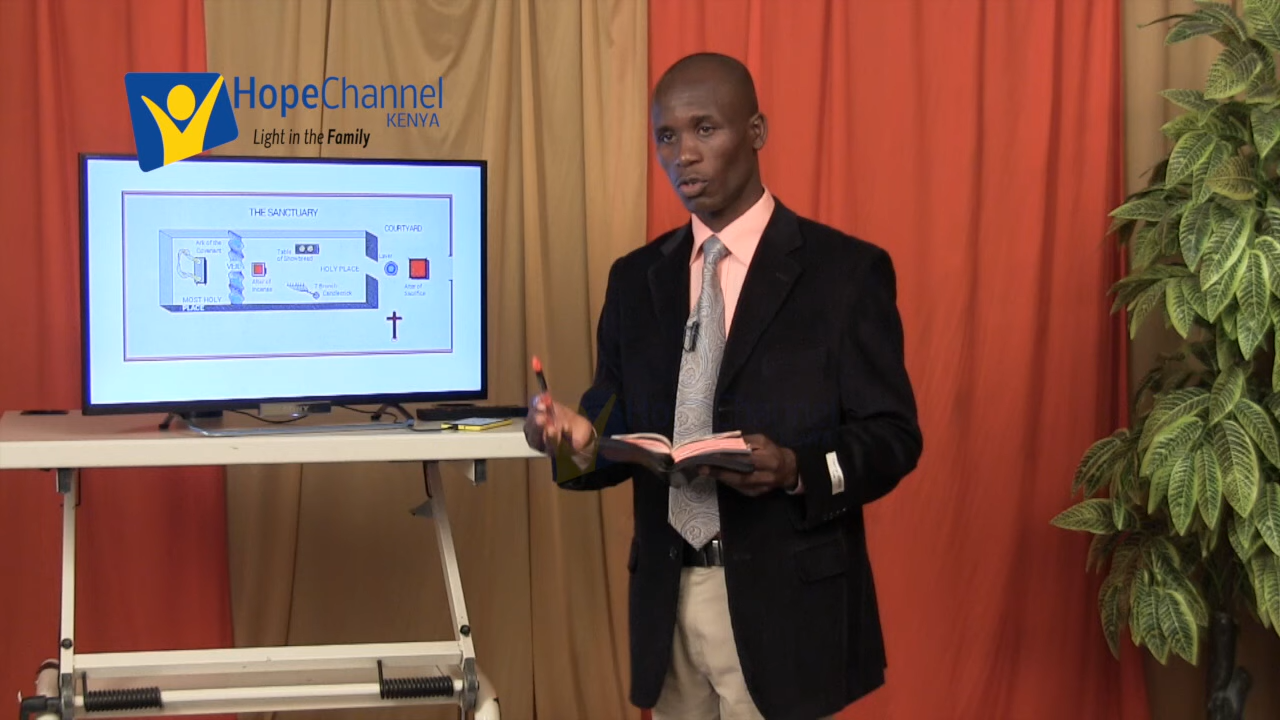 HopeChannel
KENYA
Light in the Family
THE SANCTUARY
COURTYARD
Ark of the
Covenant
VEIL
Table
of Showbread
HOLY PLACE
Laver
Altar of
Incense
7 Branch
Candlestick
Altar of
Sacrifice
MOST HOLY
PLACE